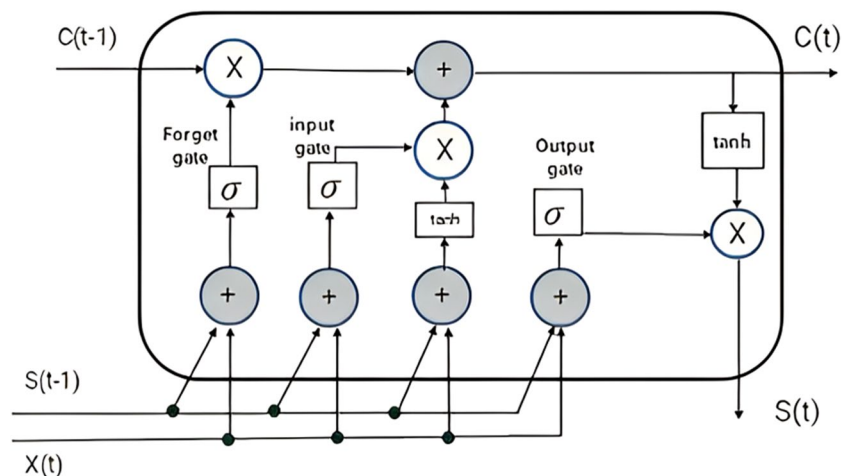 C(t-1)
C(t)
X
+
Forget
gate
input
gate
X
Output
gate
tanh
σ
σ
σ
X
+
+
+
+
S(t-1)
S(t)
X(t)